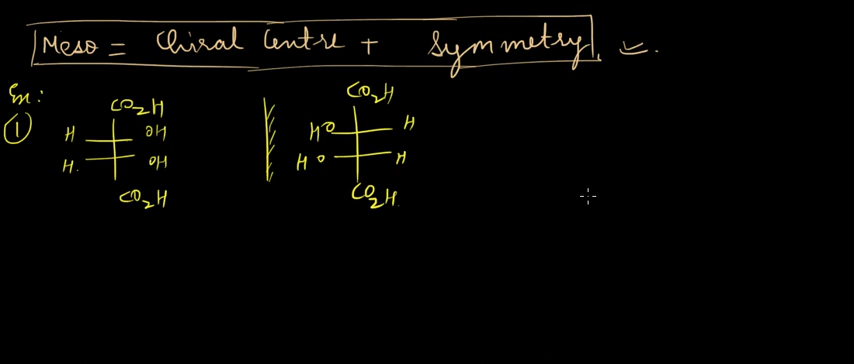 Meso = Chiral Centre + Symmetry.
Ex:
① CO2H CO2H
H OH HO H
H. OH HO H
CO2H CO2H.